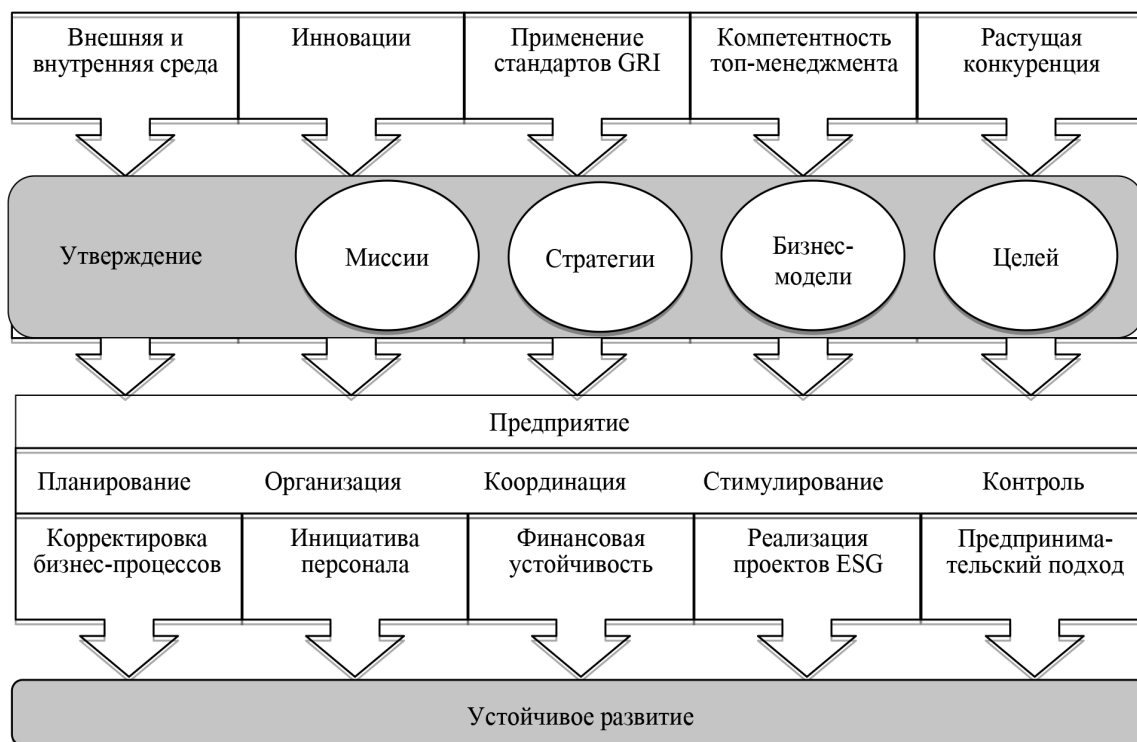 Внешняя и
внутренняя среда
Инновации
Применение
стандартов GRI
Компетентность
топ-менеджмента
Растущая
конкуренция
Утверждение
Миссии
Стратегии
Бизнес-
модели
Целей
Предприятие
Планирование
Организация
Координация
Стимулирование
Контроль
Корректировка
бизнес-процессов
Инициатива
персонала
Финансовая
устойчивость
Реализация
проектов ESG
Предпринима-
тельский подход
Устойчивое развитие